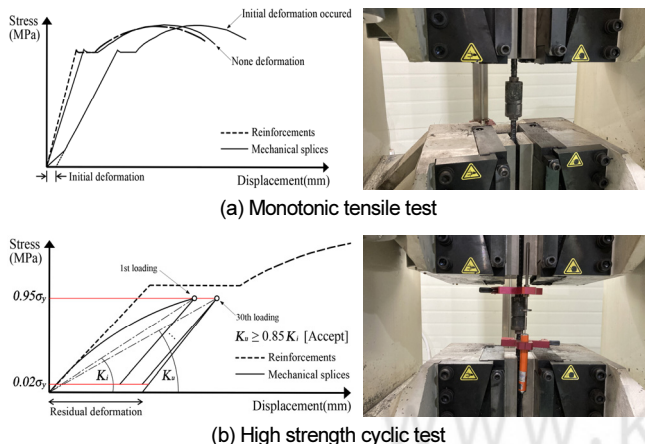 Stress
(MPa)
Initial deformation occured
None deformation
Reinforcements
Mechanical splices
Initial deformation
Displacement(mm)
(a) Monotonic tensile test
Stress
(MPa)
1st loading
0.95σy
30th loading
Ku ≥ 0.85Ki [Accept]
Reinforcements
Ki
Ku
Mechanical splices
0.02σy
Residual deformation
Displacement(mm)
(b) High strength cyclic test